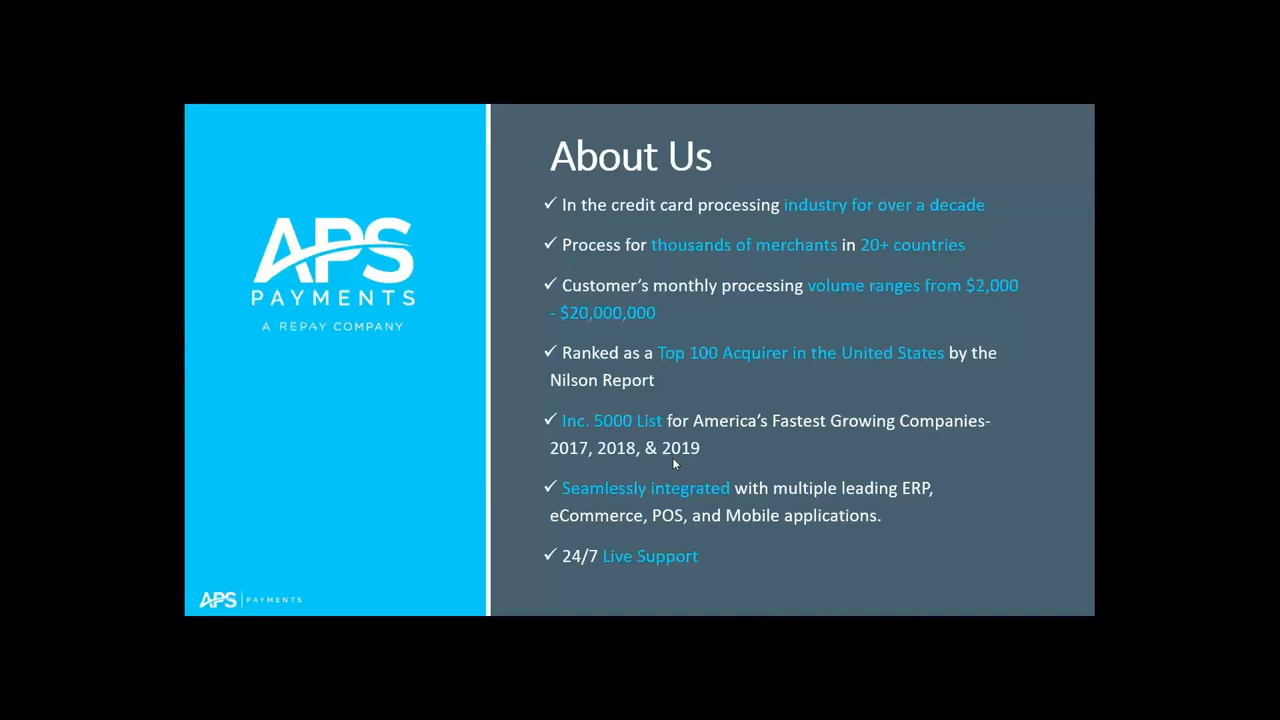 APS
PAYMENTS
A REPAY COMPANY
APS | PAYMENTS
About Us
✓ In the credit card processing industry for over a decade
✓ Process for thousands of merchants in 20+ countries
✓ Customer’s monthly processing volume ranges from $2,000
- $20,000,000
✓ Ranked as a Top 100 Acquirer in the United States by the
Nilson Report
✓ Inc. 5000 List for America’s Fastest Growing Companies-
2017, 2018, & 2019
✓ Seamlessly integrated with multiple leading ERP,
eCommerce, POS, and Mobile applications.
✓ 24/7 Live Support